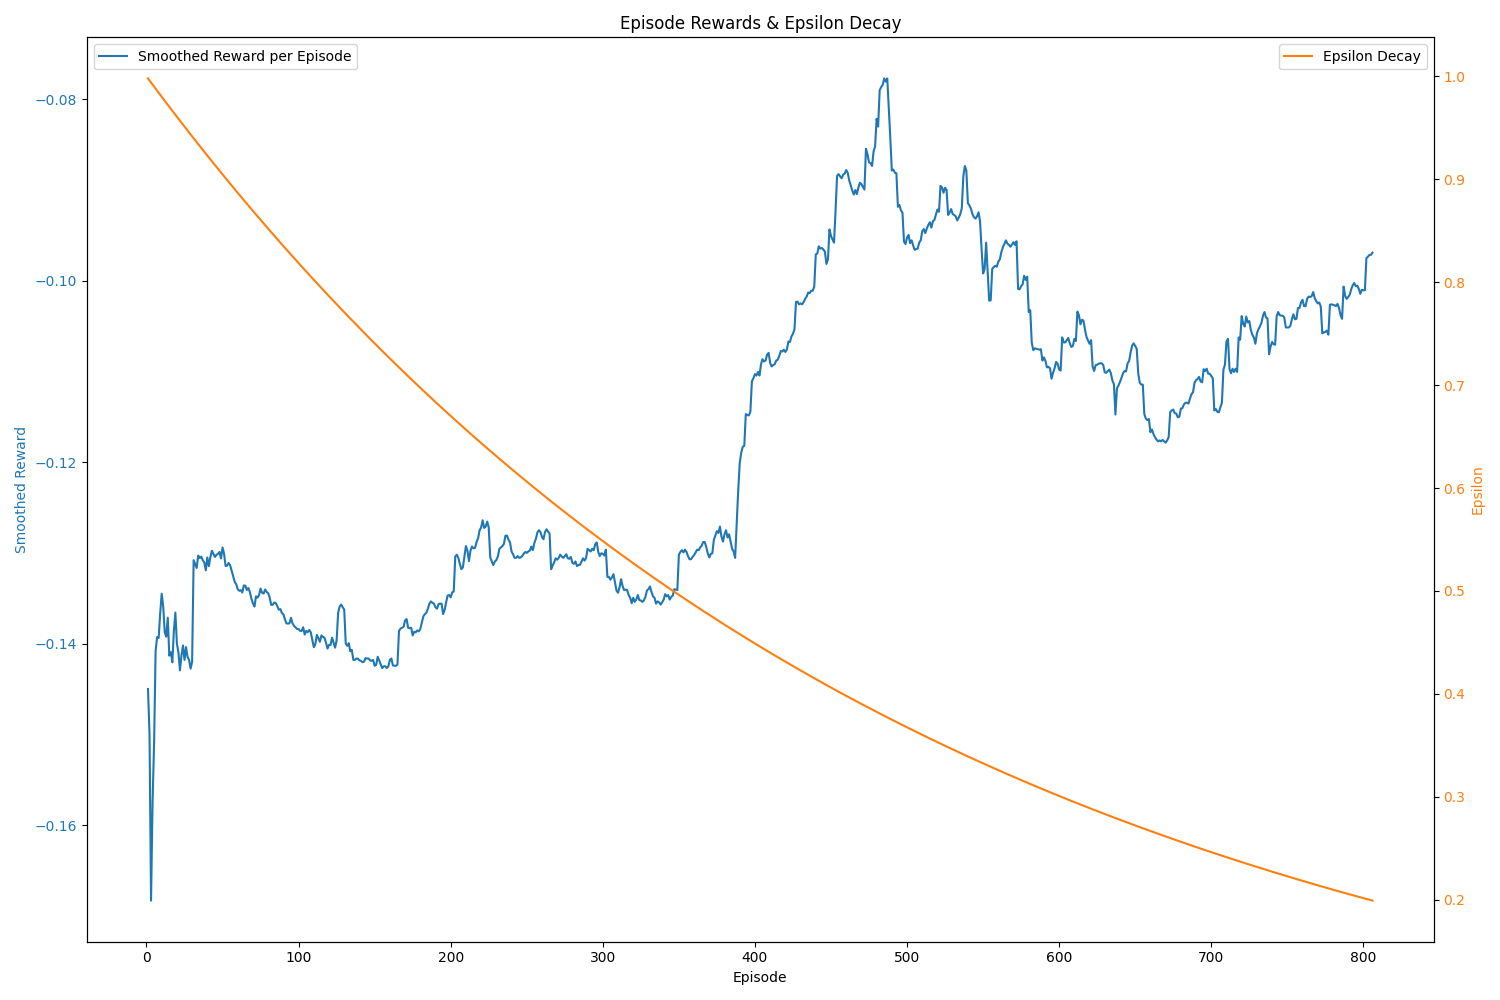 Episode Rewards & Epsilon Decay
Smoothed Reward per Episode
Epsilon Decay
Smoothed Reward
−0.08
−0.10
−0.12
−0.14
−0.16
1.0
0.9
0.8
0.7
0.6
0.5
0.4
0.3
0.2
Epsilon
0 100 200 300 400 500 600 700 800
Episode